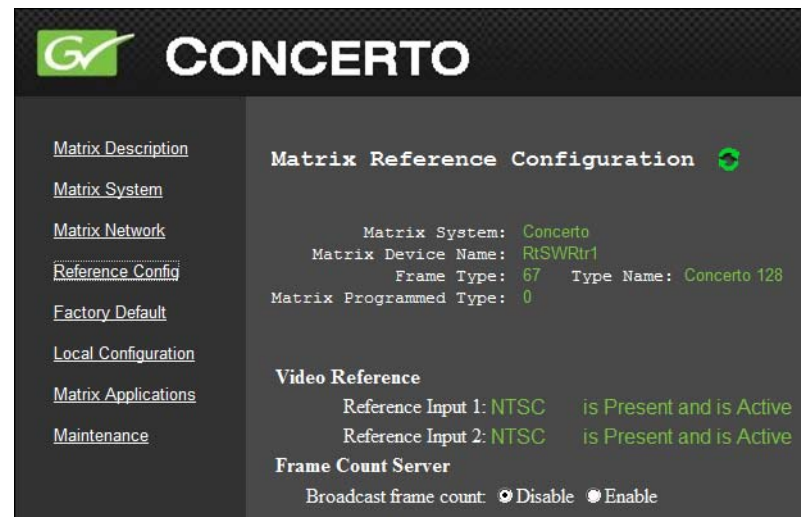 GV CONCERTO
Matrix Description
Matrix System
Matrix Network
Reference Config
Factory Default
Local Configuration
Matrix Applications
Maintenance
Matrix Reference Configuration
Matrix System: Concerto
Matrix Device Name: RtSWRtr1
Frame Type: 67 Type Name: Concerto 128
Matrix Programmed Type: 0
Video Reference
Reference Input 1: NTSC is Present and is Active
Reference Input 2: NTSC is Present and is Active
Frame Count Server
Broadcast frame count: Disable Enable